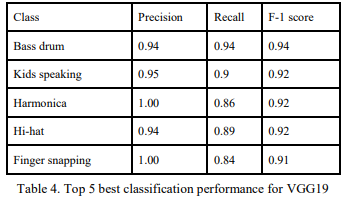 Class Precision Recall F-1 score
Bass drum 0.94 0.94 0.94
Kids speaking 0.95 0.9 0.92
Harmonica 1.00 0.86 0.92
Hi-hat 0.94 0.89 0.92
Finger snapping 1.00 0.84 0.91
Table 4. Top 5 best classification performance for VGG19